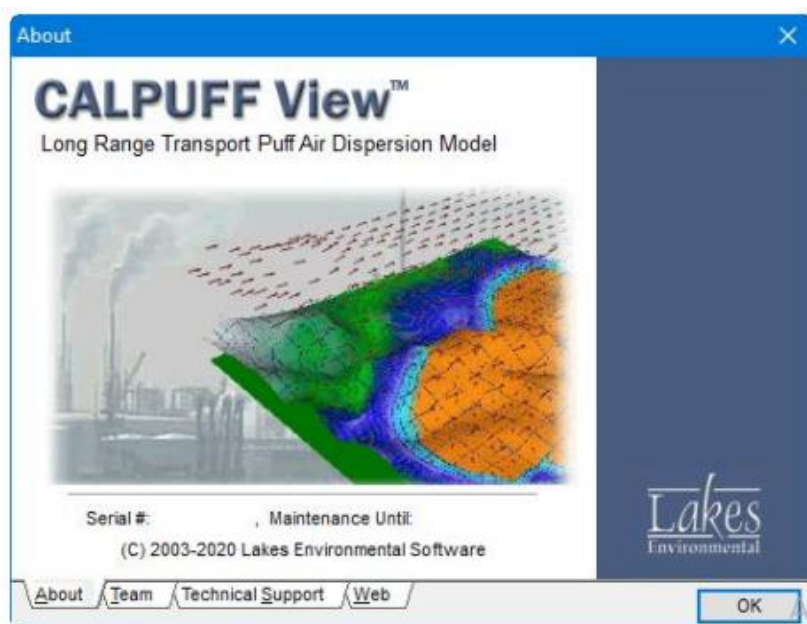 About
CALPUFF View™
Long Range Transport Puff Air Dispersion Model
Serial #: , Maintenance Until:
(C) 2003-2020 Lakes Environmental Software
Lakes
Environmental
About Team Technical Support Web
OK